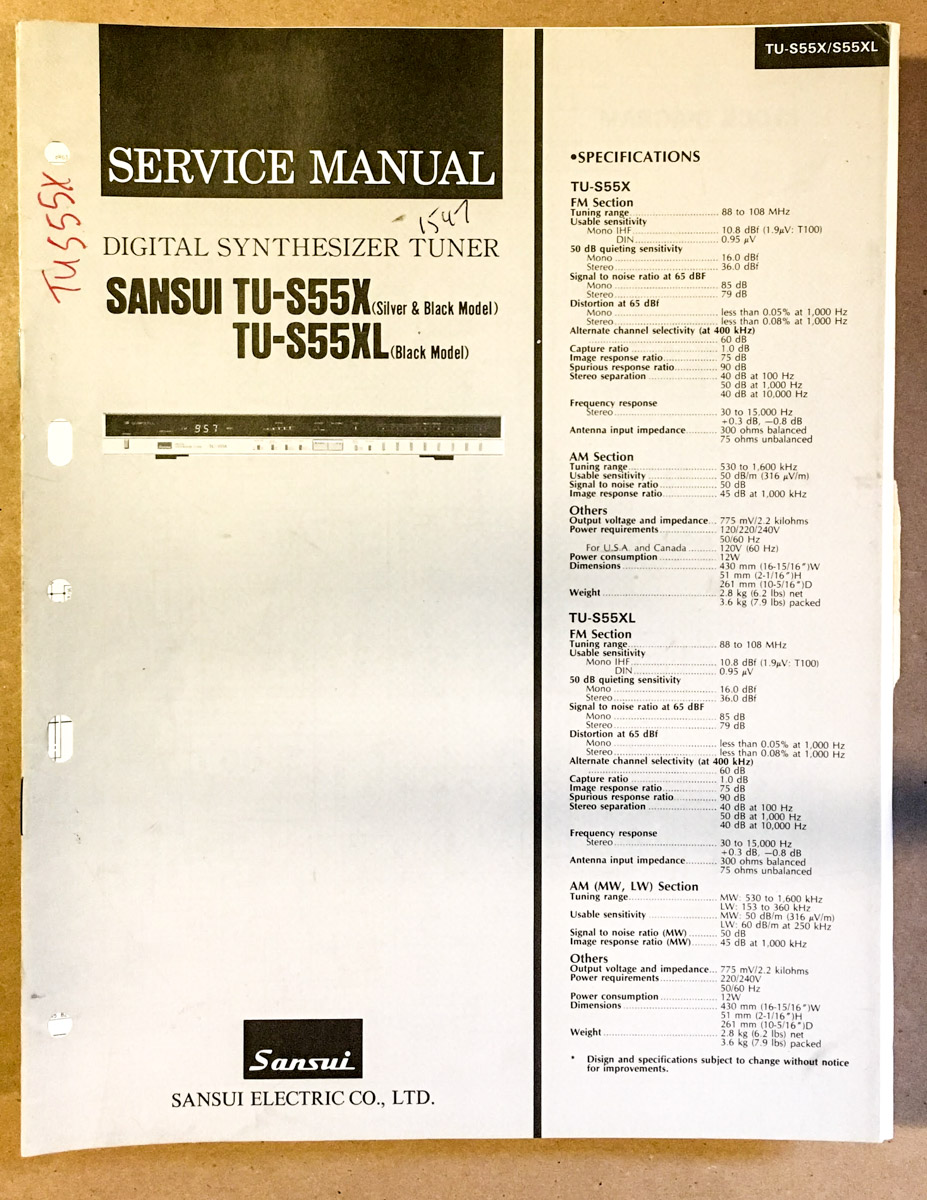 TU-S55X/S55XL
SERVICE MANUAL
1547
TUS55X
DIGITAL SYNTHESIZER TUNER
SANSUI TU-S55X(Silver & Black Model)
TU-S55XL(Black Model)
957
Sansui
SANSUI ELECTRIC CO., LTD.
•SPECIFICATIONS
TU-S55X
FM Section
Tuning range ........ 88 to 108 MHz
Usable sensitivity
Mono IHF ........ 10.8 dBf (1.9μV: T100)
DIN ........ 0.95 μV
50 dB quieting sensitivity
Mono ........ 16.0 dBf
Stereo ........ 36.0 dBf
Signal to noise ratio at 65 dBF
Mono ........ 85 dB
Stereo ........ 79 dB
Distortion at 65 dBf
Mono ........ less than 0.05% at 1,000 Hz
Stereo ........ less than 0.08% at 1,000 Hz
Alternate channel selectivity (at 400 kHz)
........ 60 dB
Capture ratio ........ 1.0 dB
Image response ratio ........ 75 dB
Spurious response ratio ........ 90 dB
Stereo separation ........ 40 dB at 100 Hz
50 dB at 1,000 Hz
40 dB at 10,000 Hz
Frequency response
Stereo ........ 30 to 15,000 Hz
+0.3 dB, −0.8 dB
Antenna input impedance ........ 300 ohms balanced
75 ohms unbalanced
AM Section
Tuning range ........ 530 to 1,600 kHz
Usable sensitivity ........ 50 dB/m (316 μV/m)
Signal to noise ratio ........ 50 dB
Image response ratio ........ 45 dB at 1,000 kHz
Others
Output voltage and impedance ... 775 mV/2.2 kilohms
Power requirements ........ 120/220/240V
50/60 Hz
For U.S.A. and Canada ........ 120V (60 Hz)
Power consumption ........ 12W
Dimensions ........ 430 mm (16-15/16″)W
51 mm (2-1/16″)H
261 mm (10-5/16″)D
Weight ........ 2.8 kg (6.2 lbs) net
3.6 kg (7.9 lbs) packed
TU-S55XL
FM Section
Tuning range ........ 88 to 108 MHz
Usable sensitivity
Mono IHF ........ 10.8 dBf (1.9μV: T100)
DIN ........ 0.95 μV
50 dB quieting sensitivity
Mono ........ 16.0 dBf
Stereo ........ 36.0 dBf
Signal to noise ratio at 65 dBF
Mono ........ 85 dB
Stereo ........ 79 dB
Distortion at 65 dBf
Mono ........ less than 0.05% at 1,000 Hz
Stereo ........ less than 0.08% at 1,000 Hz
Alternate channel selectivity (at 400 kHz)
........ 60 dB
Capture ratio ........ 1.0 dB
Image response ratio ........ 75 dB
Spurious response ratio ........ 90 dB
Stereo separation ........ 40 dB at 100 Hz
50 dB at 1,000 Hz
40 dB at 10,000 Hz
Frequency response
Stereo ........ 30 to 15,000 Hz
+0.3 dB, −0.8 dB
Antenna input impedance ........ 300 ohms balanced
75 ohms unbalanced
AM (MW, LW) Section
Tuning range ........ MW: 530 to 1,600 kHz
LW: 153 to 360 kHz
Usable sensitivity ........ MW: 50 dB/m (316 μV/m)
LW: 60 dB/m at 250 kHz
Signal to noise ratio (MW) ........ 50 dB
Image response ratio (MW) ........ 45 dB at 1,000 kHz
Others
Output voltage and impedance ... 775 mV/2.2 kilohms
Power requirements ........ 220/240V
50/60 Hz
Power consumption ........ 12W
Dimensions ........ 430 mm (16-15/16″)W
51 mm (2-1/16″)H
261 mm (10-5/16″)D
Weight ........ 2.8 kg (6.2 lbs) net
3.6 kg (7.9 lbs) packed
* Disign and specifications subject to change without notice
for improvements.